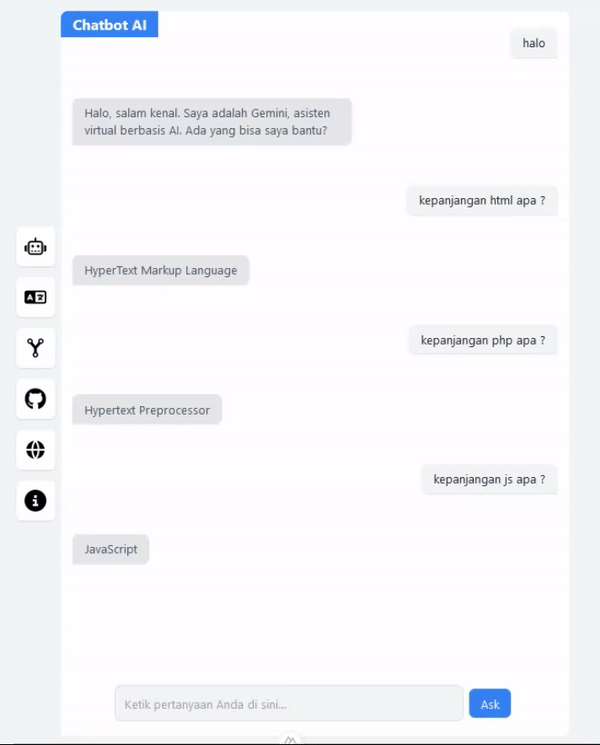 Chatbot AI
halo
Halo, salam kenal. Saya adalah Gemini, asisten
virtual berbasis AI. Ada yang bisa saya bantu?
kepanjangan html apa ?
HyperText Markup Language
kepanjangan php apa ?
Hypertext Preprocessor
kepanjangan js apa ?
JavaScript
Ketik pertanyaan Anda di sini...
Ask